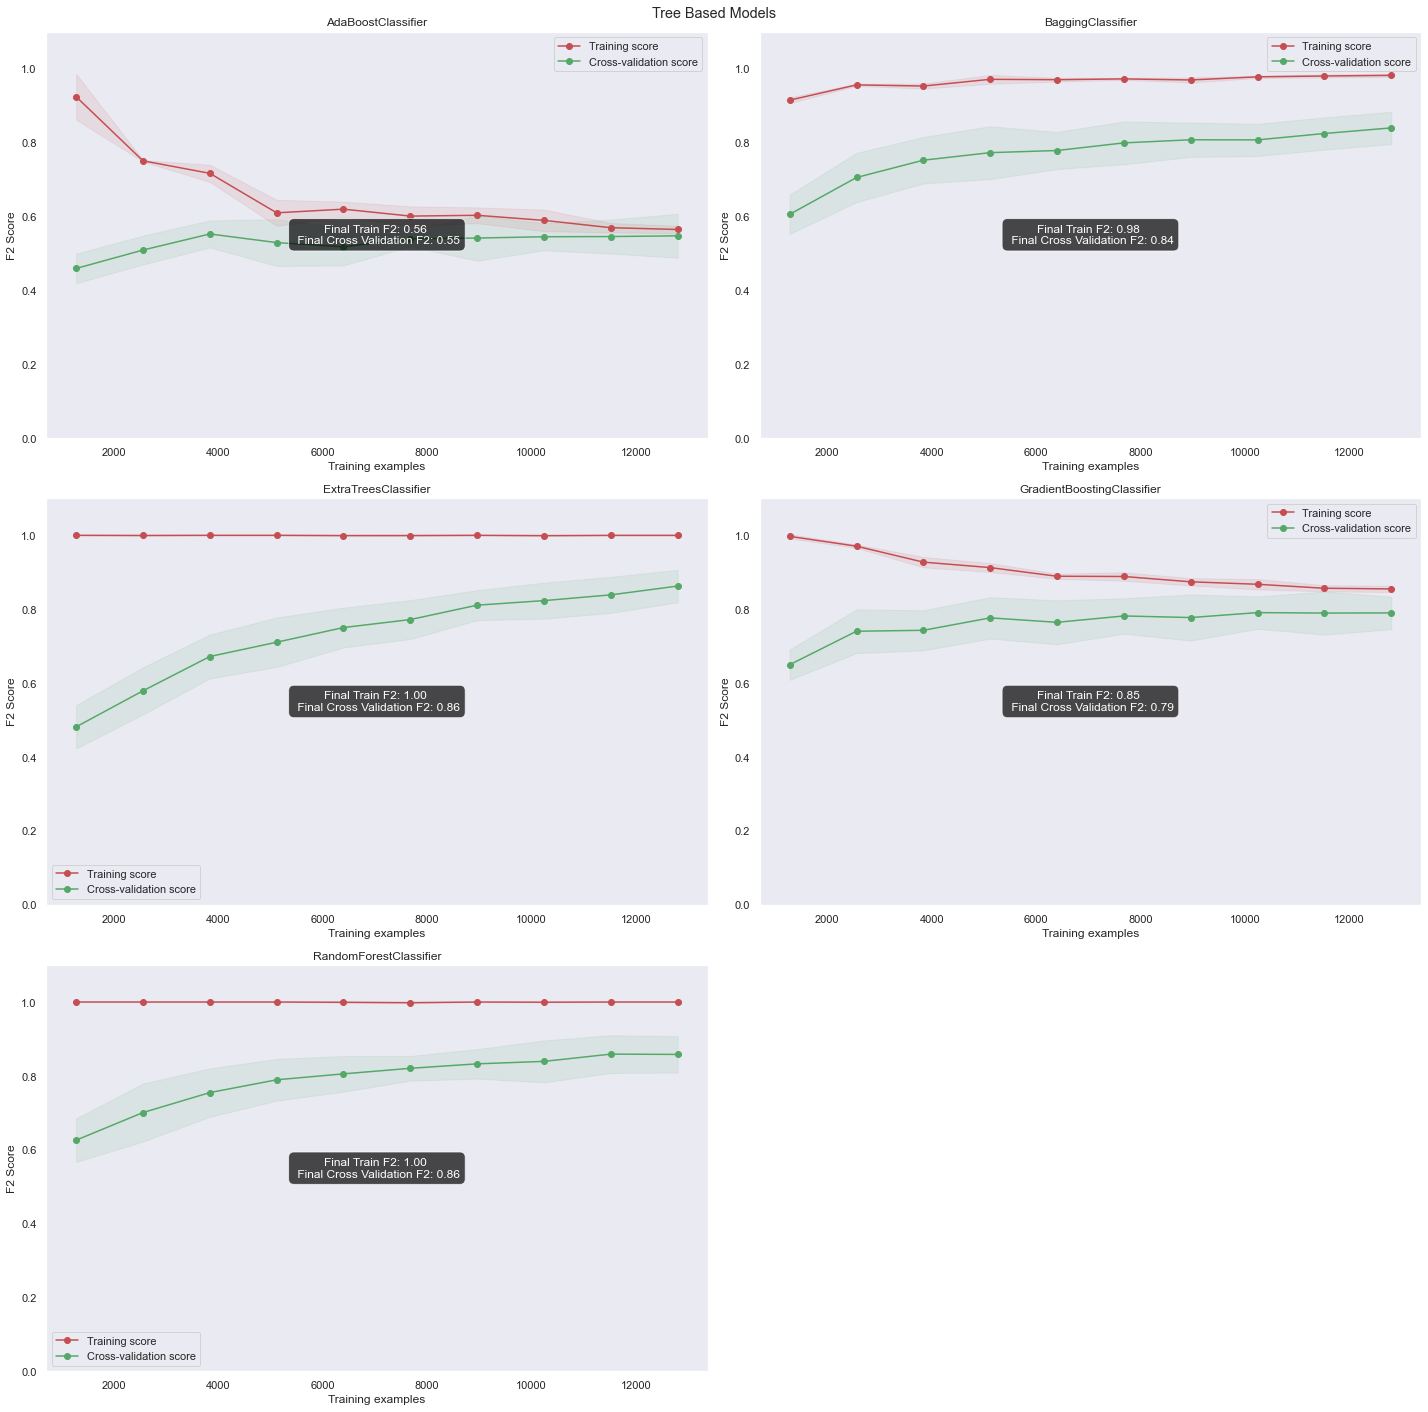 Tree Based Models
AdaBoostClassifier
Training score
Cross-validation score
1.0
0.8
0.6
0.4
0.2
0.0
F2 Score
Final Train F2: 0.56
Final Cross Validation F2: 0.55
2000 4000 6000 8000 10000 12000
Training examples
BaggingClassifier
Training score
Cross-validation score
1.0
0.8
0.6
0.4
0.2
0.0
F2 Score
Final Train F2: 0.98
Final Cross Validation F2: 0.84
2000 4000 6000 8000 10000 12000
Training examples
ExtraTreesClassifier
1.0
0.8
0.6
0.4
0.2
0.0
F2 Score
Final Train F2: 1.00
Final Cross Validation F2: 0.86
Training score
Cross-validation score
2000 4000 6000 8000 10000 12000
Training examples
GradientBoostingClassifier
Training score
Cross-validation score
1.0
0.8
0.6
0.4
0.2
0.0
F2 Score
Final Train F2: 0.85
Final Cross Validation F2: 0.79
2000 4000 6000 8000 10000 12000
Training examples
RandomForestClassifier
1.0
0.8
0.6
0.4
0.2
0.0
F2 Score
Final Train F2: 1.00
Final Cross Validation F2: 0.86
Training score
Cross-validation score
2000 4000 6000 8000 10000 12000
Training examples